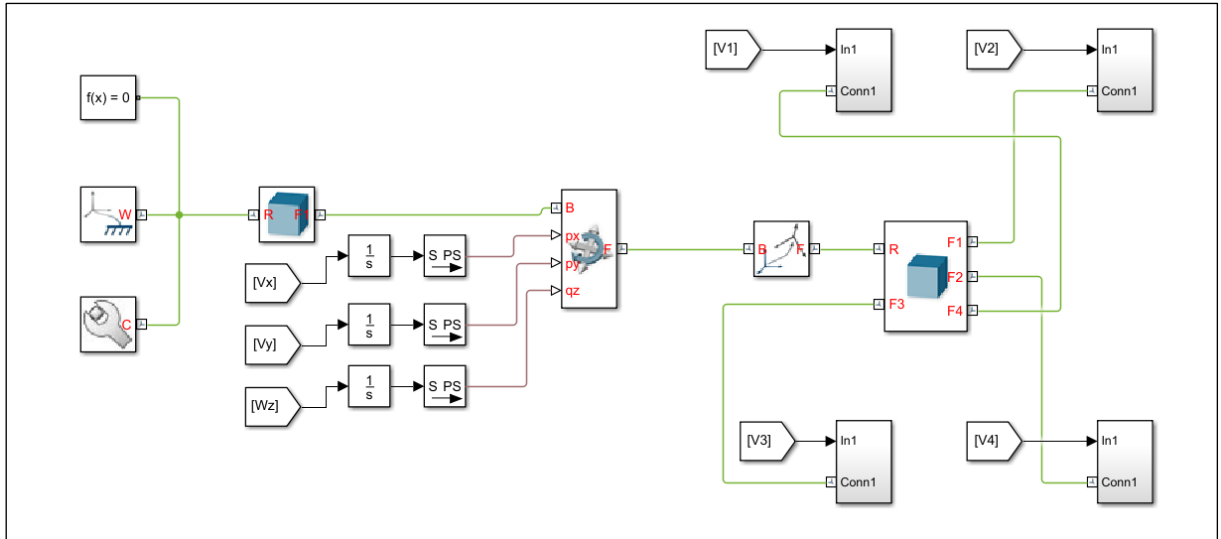 [V1]
In1
Conn1
[V2]
In1
Conn1
f(x) = 0
W
C
R
F1
B
px
py
qz
F
[Vx]
1
s
S PS
[Vy]
1
s
S PS
[Wz]
1
s
S PS
B
F
R
F3
F1
F2
F4
[V3]
In1
Conn1
[V4]
In1
Conn1